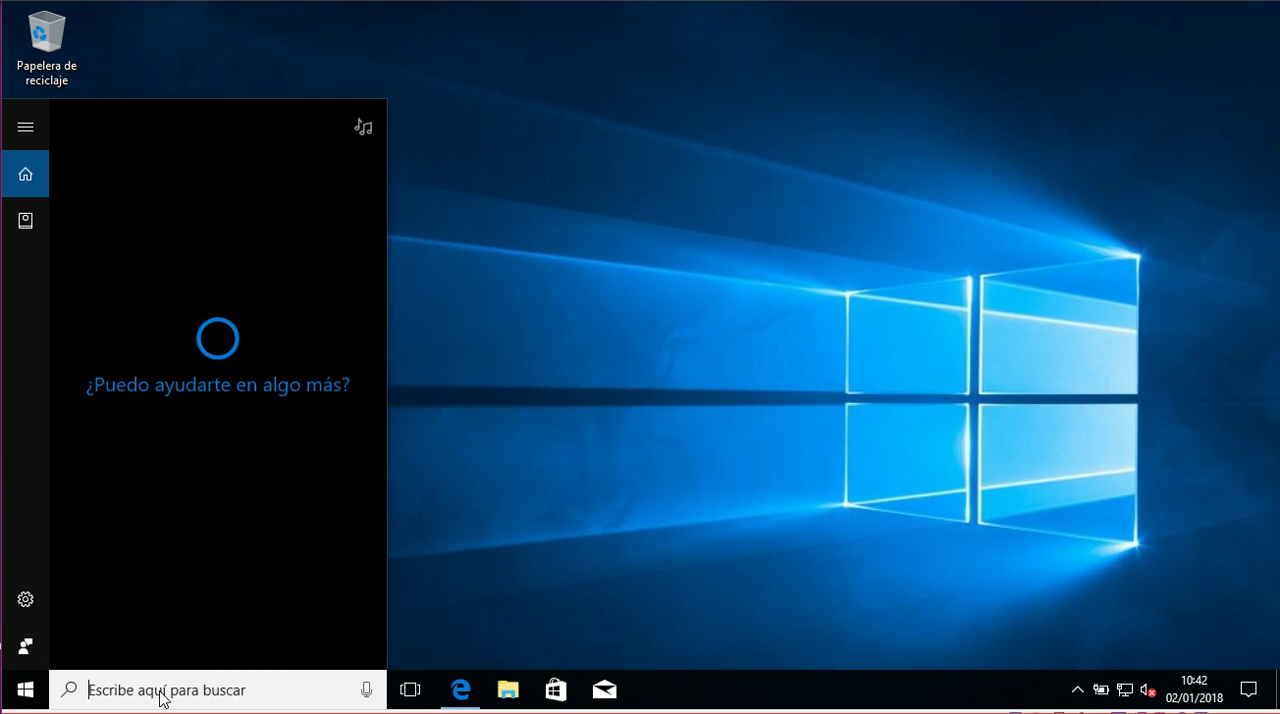 Papelera de
reciclaje
¿Puedo ayudarte en algo más?
Escribe aquí para buscar
10:42
02/01/2018